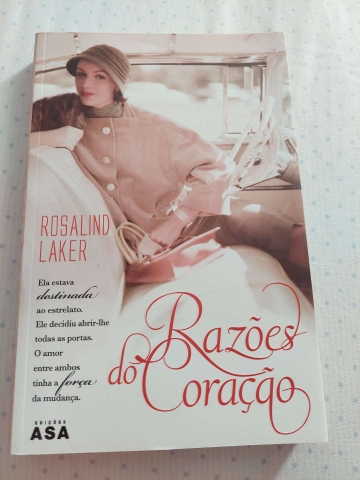 ROSALIND
LAKER
Ela estava
destinada
ao estrelato.
Ele decidiu abrir-lhe
todas as portas.
O amor
entre ambos
tinha a força
da mudança.
Razões
do Coração
EDIÇÕES
ASA